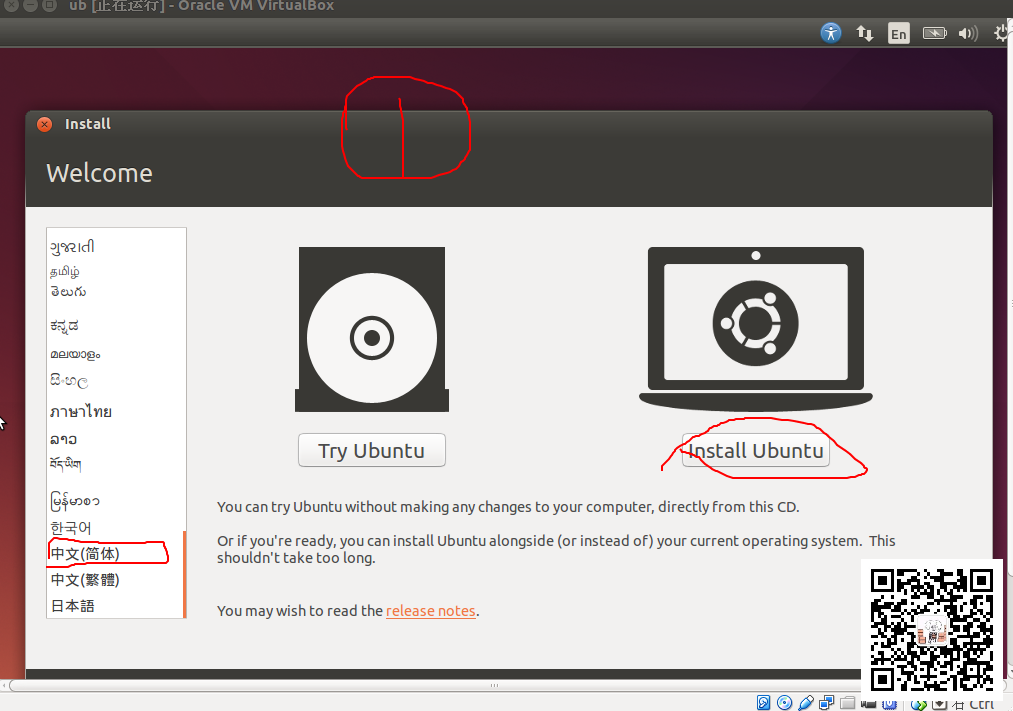 ub [正在运行] - Oracle VM VirtualBox
En
Install
Welcome
ગુજરાતી
தமிழ்
తెలుగు
ಕನ್ನಡ
മലയാളം
සිංහල
ภาษาไทย
ລາວ
བོད་ཡིག
မြန်မာစာ
한국어
中文(简体)
中文(繁體)
日本語
Try Ubuntu
Install Ubuntu
You can try Ubuntu without making any changes to your computer, directly from this CD.
Or if you're ready, you can install Ubuntu alongside (or instead of) your current operating system. This
shouldn't take too long.
You may wish to read the release notes.
右 Ctrl